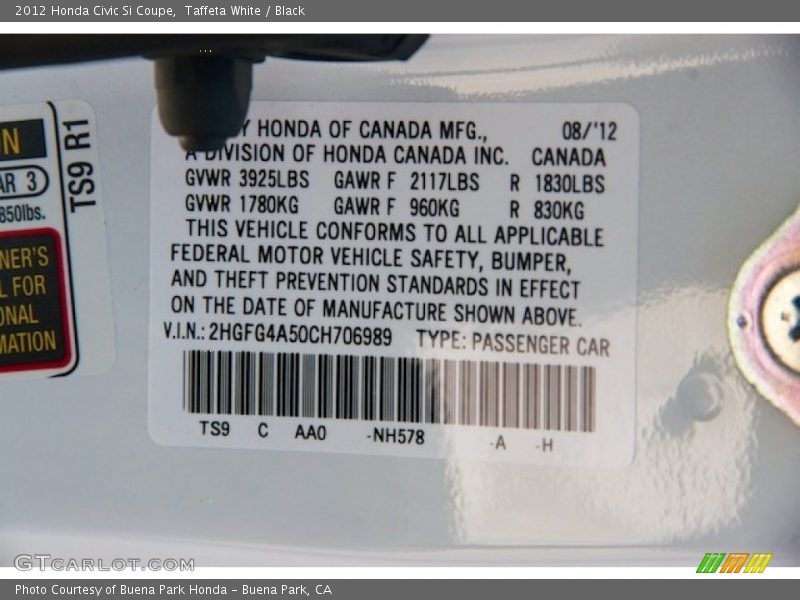 2012 Honda Civic Si Coupe,  Taffeta White / Black
HONDA OF CANADA MFG., 08/'12
A DIVISION OF HONDA CANADA INC. CANADA
GVWR 3925LBS GAWR F 2117LBS R 1830LBS
GVWR 1780KG GAWR F 960KG R 830KG
THIS VEHICLE CONFORMS TO ALL APPLICABLE
FEDERAL MOTOR VEHICLE SAFETY, BUMPER,
AND THEFT PREVENTION STANDARDS IN EFFECT
ON THE DATE OF MANUFACTURE SHOWN ABOVE.
V.I.N.: 2HGFG4A50CH706989 TYPE: PASSENGER CAR
TS9 C AA0 -NH578 -A -H
TS9 R1
3
850lbs.
NER'S
FOR
GTCARLOT.COM
Photo Courtesy of Buena Park Honda – Buena Park, CA